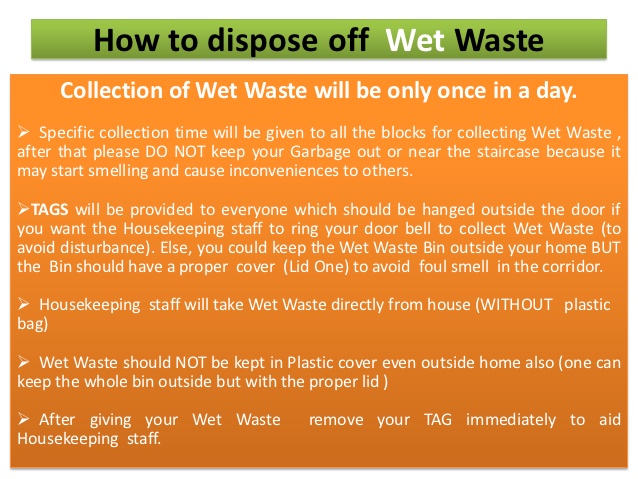 How to dispose off Wet Waste
Collection of Wet Waste will be only once in a day.
➢ Specific collection time will be given to all the blocks for collecting Wet Waste ,
after that please DO NOT keep your Garbage out or near the staircase because it
may start smelling and cause inconveniences to others.
➢TAGS will be provided to everyone which should be hanged outside the door if
you want the Housekeeping staff to ring your door bell to collect Wet Waste (to
avoid disturbance). Else, you could keep the Wet Waste Bin outside your home BUT
the Bin should have a proper cover (Lid One) to avoid foul smell in the corridor.
➢ Housekeeping staff will take Wet Waste directly from house (WITHOUT plastic
bag)
➢ Wet Waste should NOT be kept in Plastic cover even outside home also (one can
keep the whole bin outside but with the proper lid )
➢ After giving your Wet Waste remove your TAG immediately to aid
Housekeeping staff.